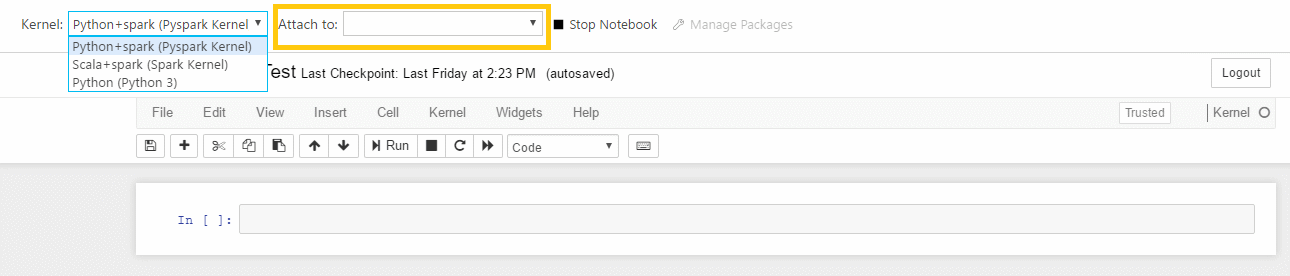 Kernel: Python+spark (Pyspark Kernel Attach to: Stop Notebook Manage Packages
Python+spark (Pyspark Kernel)
Scala+spark (Spark Kernel)
Python (Python 3)
Test Last Checkpoint: Last Friday at 2:23 PM (autosaved) Logout
File Edit View Insert Cell Kernel Widgets Help Trusted Kernel
Run Code
In [ ]: